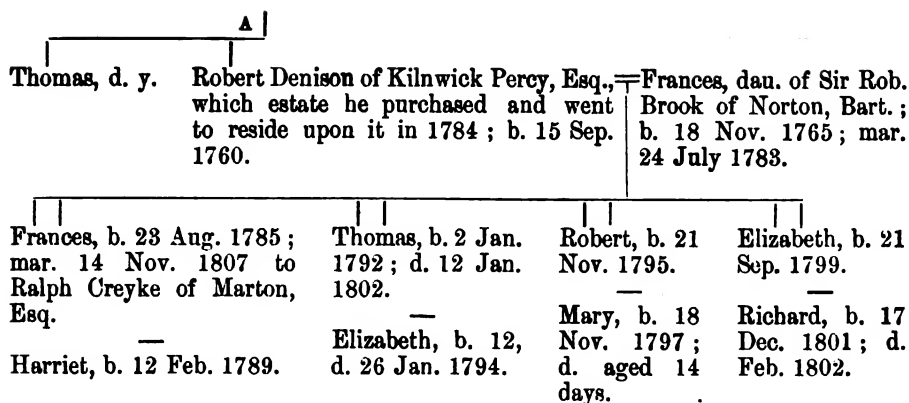 A
Thomas, d. y.
Robert Denison of Kilnwick Percy, Esq.,
which estate he purchased and went
to reside upon it in 1784 ; b. 15 Sep.
1760.
Frances, dau. of Sir Rob.
Brook of Norton, Bart. ;
b. 18 Nov. 1765 ; mar.
24 July 1783.
Frances, b. 23 Aug. 1785 ;
mar. 14 Nov. 1807 to
Ralph Creyke of Marton,
Esq.
Harriet, b. 12 Feb. 1789.
Thomas, b. 2 Jan.
1792 ; d. 12 Jan.
1802.
Elizabeth, b. 12,
d. 26 Jan. 1794.
Robert, b. 21
Nov. 1795.
Mary, b. 18
Nov. 1797 ;
d. aged 14
days.
Elizabeth, b. 21
Sep. 1799.
Richard, b. 17
Dec. 1801 ; d.
Feb. 1802.